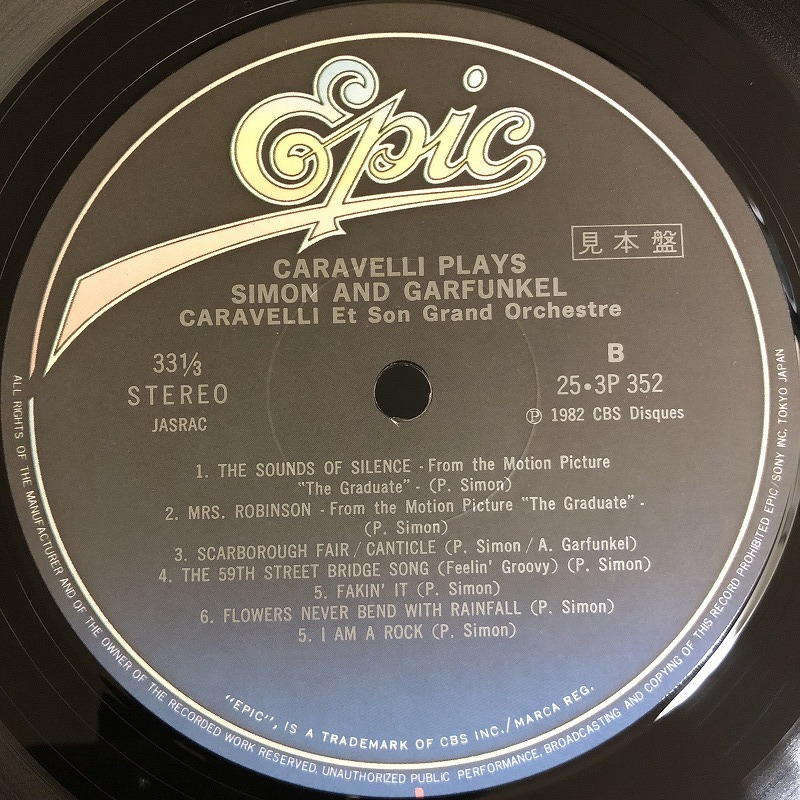 Epic
見本盤
CARAVELLI PLAYS
SIMON AND GARFUNKEL
CARAVELLI Et Son Grand Orchestre
33⅓
STEREO
JASRAC
B
25•3P 352
℗ 1982 CBS Disques
1. THE SOUNDS OF SILENCE - From the Motion Picture
"The Graduate" - (P. Simon)
2. MRS. ROBINSON - From the Motion Picture "The Graduate" -
(P. Simon)
3. SCARBOROUGH FAIR / CANTICLE (P. Simon / A. Garfunkel)
4. THE 59TH STREET BRIDGE SONG (Feelin' Groovy) (P. Simon)
5. FAKIN' IT (P. Simon)
6. FLOWERS NEVER BEND WITH RAINFALL (P. Simon)
5. I AM A ROCK (P. Simon)
"EPIC", IS A TRADEMARK OF CBS INC./MARCA REG.
ALL RIGHTS OF THE MANUFACTURER AND OF THE OWNER OF THE RECORDED WORK RESERVED. UNAUTHORIZED PUBLIC PERFORMANCE, BROADCASTING AND COPYING OF THIS RECORD PROHIBITED EPIC/SONY INC. TOKYO JAPAN